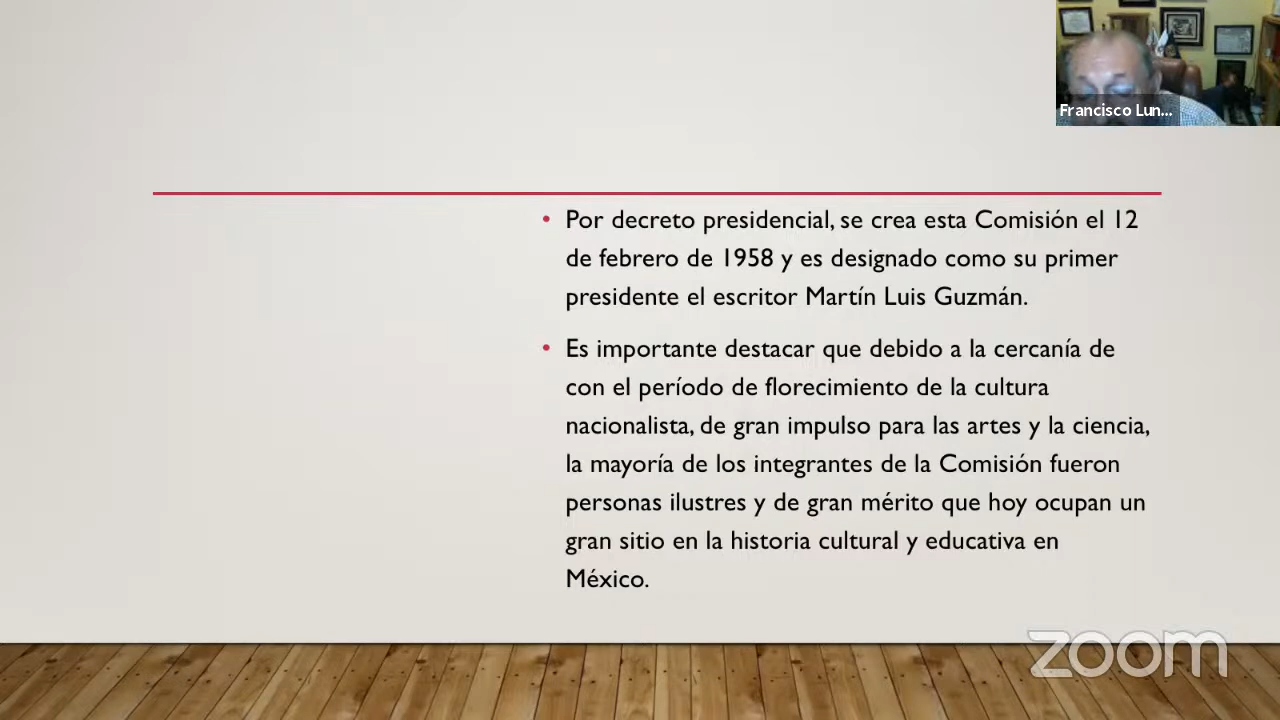 Francisco Lun...
• Por decreto presidencial, se crea esta Comisión el 12
de febrero de 1958 y es designado como su primer
presidente el escritor Martín Luis Guzmán.
• Es importante destacar que debido a la cercanía de
con el período de florecimiento de la cultura
nacionalista, de gran impulso para las artes y la ciencia,
la mayoría de los integrantes de la Comisión fueron
personas ilustres y de gran mérito que hoy ocupan un
gran sitio en la historia cultural y educativa en
México.
zoom